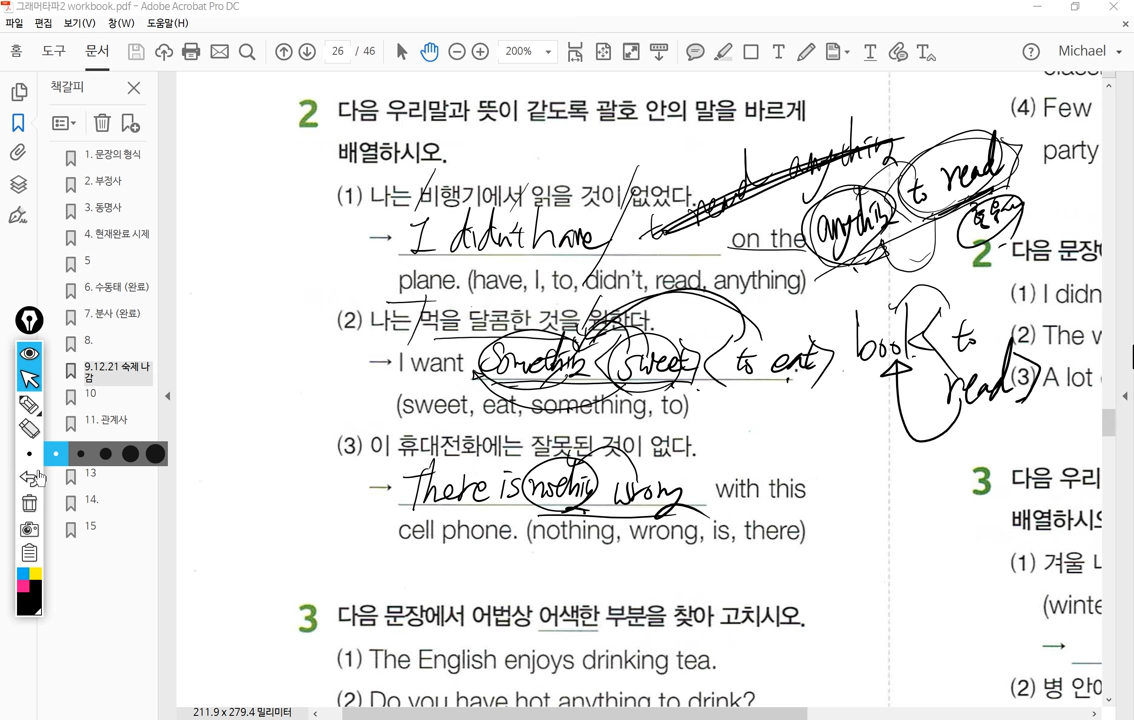 그래머타파2 workbook.pdf - Adobe Acrobat Pro DC
파일 편집 보기(V) 창(W) 도움말(H)
홈 도구 문서 26 / 46 200% Michael
책갈피
1. 문장의 형식
2. 부정사
3. 동명사
4. 현재완료 시제
5
6. 수동태 (완료)
7. 분사 (완료)
8.
9.12.21 숙제 나
감
10
11. 관계사
13
14.
15
2 다음 우리말과 뜻이 같도록 괄호 안의 말을 바르게
배열하시오.
(1) 나는 비행기에서 읽을 것이 없었다.
to read anything
anything to read
→ I didn't have on the
plane. (have, I, to, didn't, read, anything)
(2) 나는 먹을 달콤한 것을 원한다.
→ I want something sweet to eat
book to
read
(sweet, eat, something, to)
(3) 이 휴대전화에는 잘못된 것이 없다.
→ There is nothing wrong with this
cell phone. (nothing, wrong, is, there)
3 다음 문장에서 어법상 어색한 부분을 찾아 고치시오.
(1) The English enjoys drinking tea.
(2) Do you have hot anything to drink?
(4) Few
party
2 다음 문장
(1) I didn
(2) The w
(3) A lot
3 다음 우리
배열하시오
(1) 겨울 나
(winte
→
(2) 병 안에
211.9 x 279.4 밀리미터